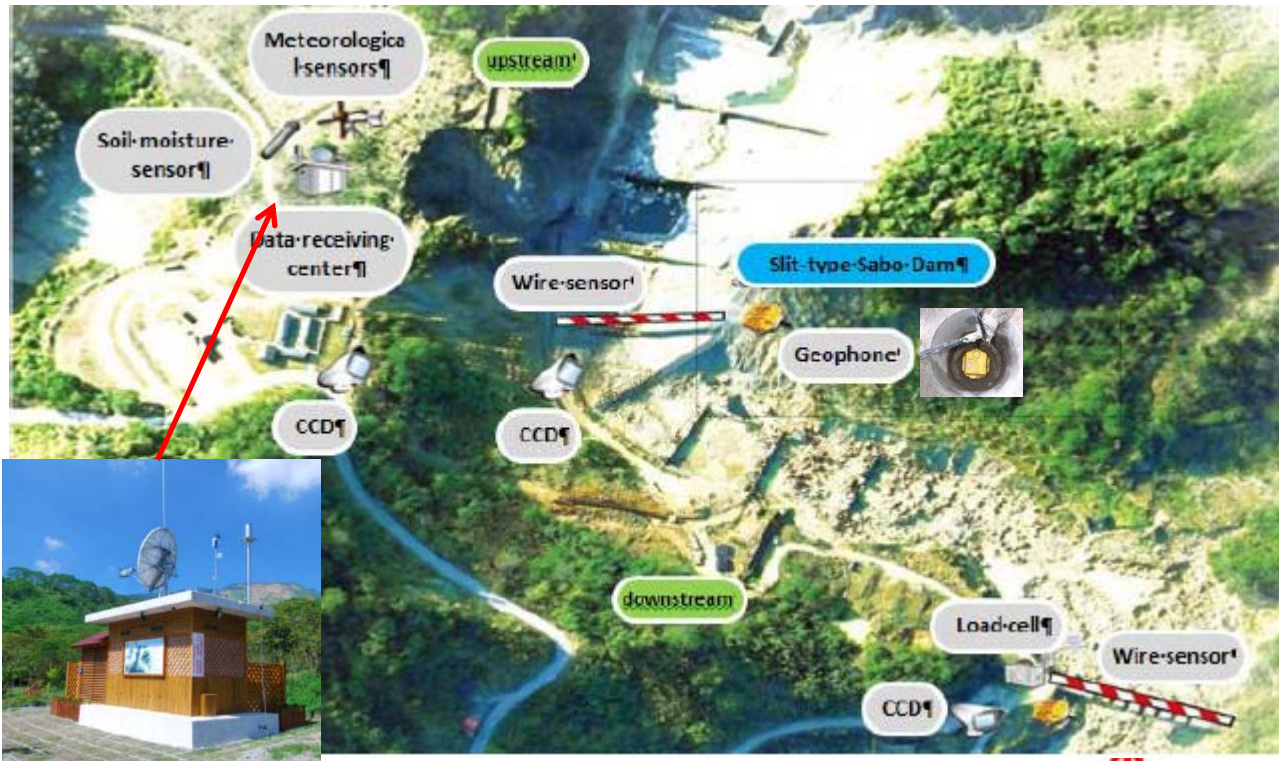 Meteorologica
l·sensors¶
upstream
Soil·moisture·
sensor¶
Data·receiving·
center¶
Slit-type·Sabo·Dam¶
Wire·sensor
Geophone
CCD¶
CCD¶
downstream
Load·cell¶
Wire·sensor
CCD¶